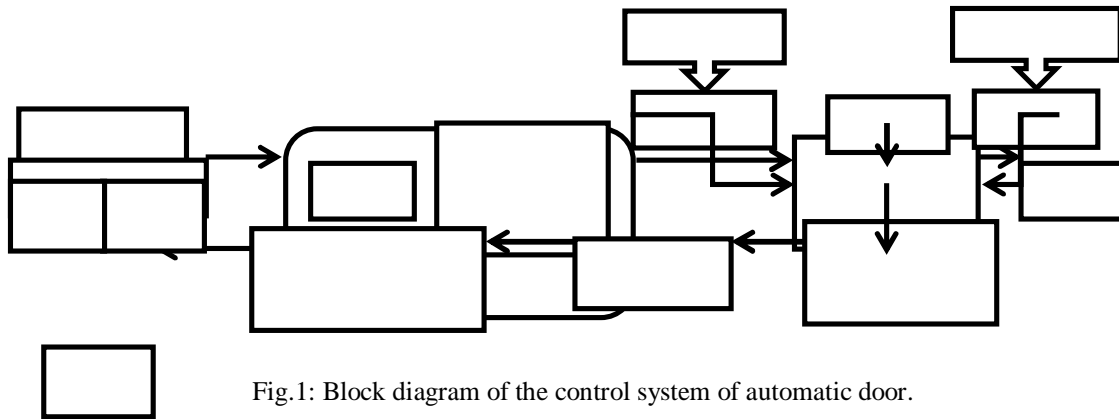 Fig.1: Block diagram of the control system of automatic door.